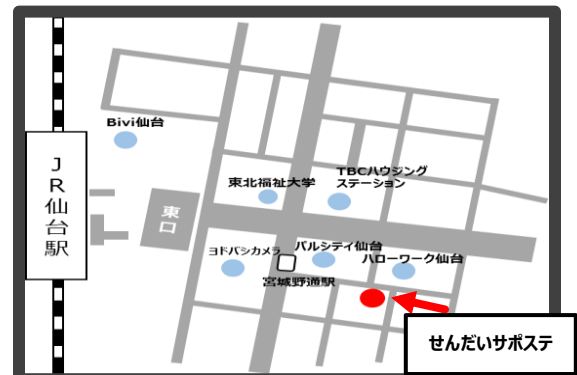 Bivi仙台
TBCハウジング
ステーション
東北福祉大学
JR仙台駅
東口
ヨドバシカメラ
パルシティ仙台
ハローワーク仙台
宮城野通駅
せんだいサポステ